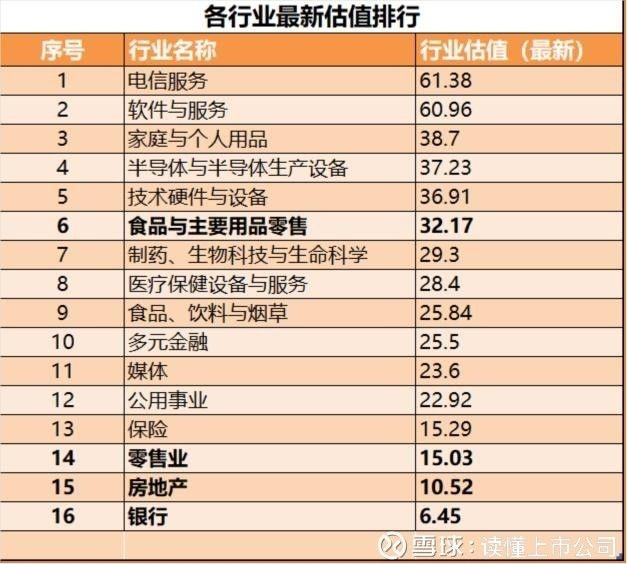 各行业最新估值排行
序号 行业名称 行业估值（最新）
1 电信服务 61.38
2 软件与服务 60.96
3 家庭与个人用品 38.7
4 半导体与半导体生产设备 37.23
5 技术硬件与设备 36.91
6 食品与主要用品零售 32.17
7 制药、生物科技与生命科学 29.3
8 医疗保健设备与服务 28.4
9 食品、饮料与烟草 25.84
10 多元金融 25.5
11 媒体 23.6
12 公用事业 22.92
13 保险 15.29
14 零售业 15.03
15 房地产 10.52
16 银行 6.45
雪球：读懂上市公司